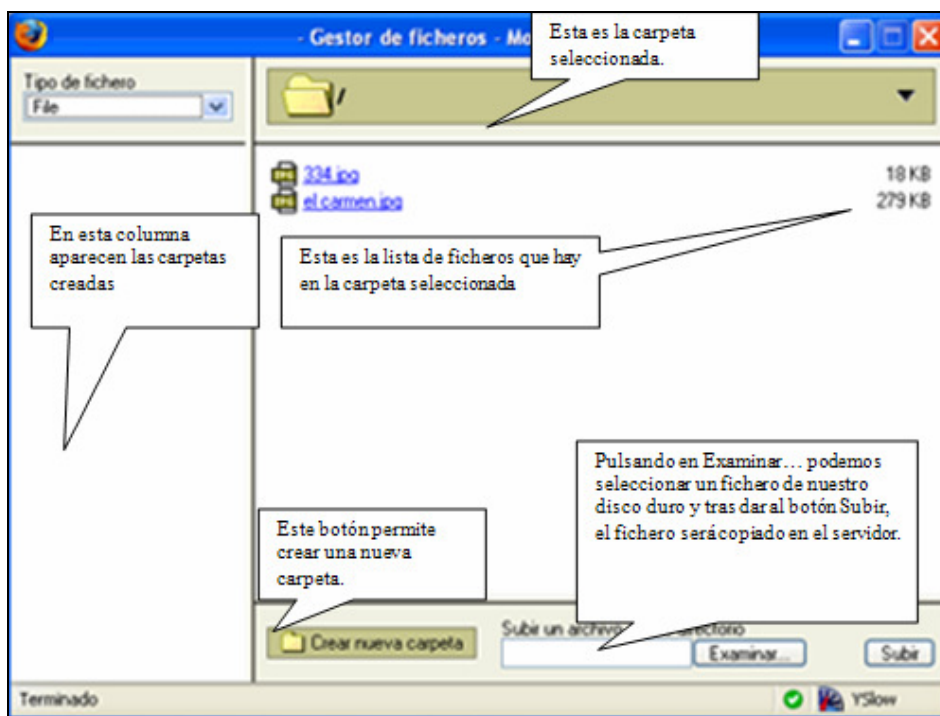 - Gestor de ficheros - Mo
Esta es la carpeta
seleccionada.
Tipo de fichero
File
/
334.jpg 18 KB
el carmen.jpg 279 KB
En esta columna
aparecen las carpetas
creadas
Esta es la lista de ficheros que hay
en la carpeta seleccionada
Pulsando en Examinar... podemos
seleccionar un fichero de nuestro
disco duro y tras dar al botón Subir,
el fichero será copiado en el servidor.
Este botón permite
crear una nueva
carpeta.
Crear nueva carpeta
Subir un archivo directorio
Examinar...
Subir
Terminado
YSlow